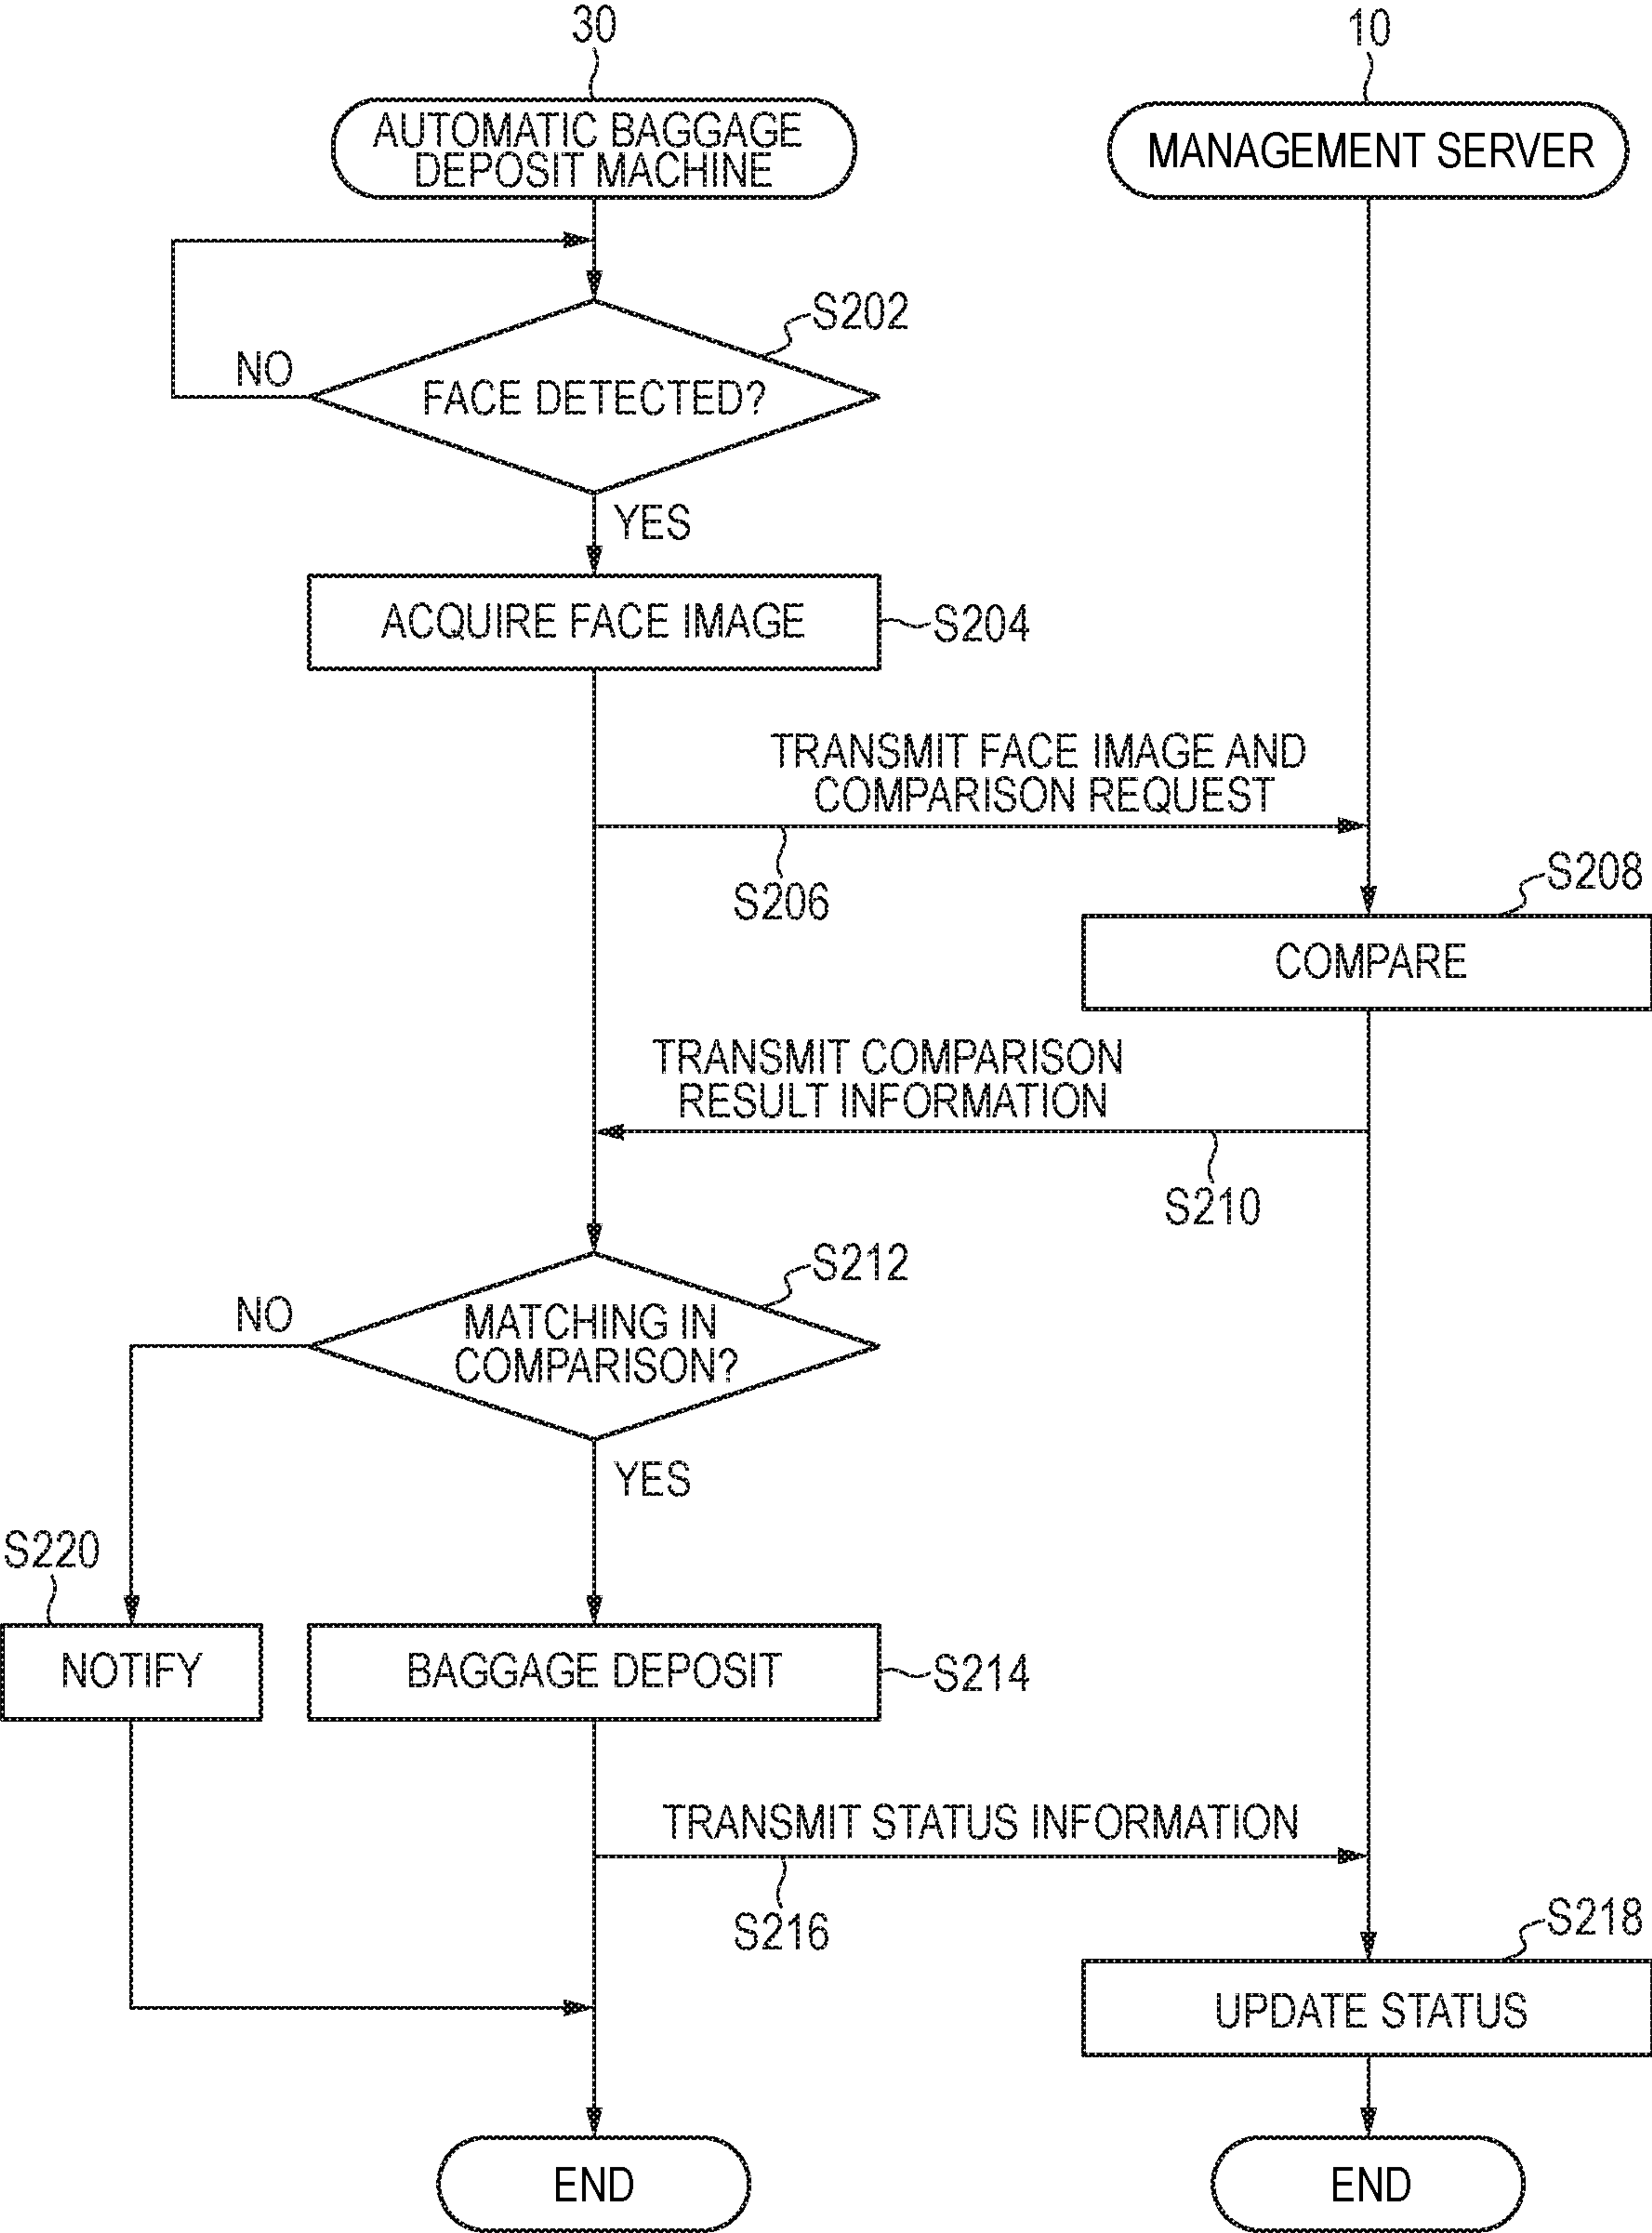 30
10
AUTOMATIC BAGGAGE
DEPOSIT MACHINE
MANAGEMENT SERVER
S202
NO
FACE DETECTED?
YES
ACQUIRE FACE IMAGE
S204
TRANSMIT FACE IMAGE AND
COMPARISON REQUEST
S206
S208
COMPARE
TRANSMIT COMPARISON
RESULT INFORMATION
S210
S212
NO
MATCHING IN
COMPARISON?
YES
S220
NOTIFY
BAGGAGE DEPOSIT
S214
TRANSMIT STATUS INFORMATION
S216
S218
UPDATE STATUS
END
END